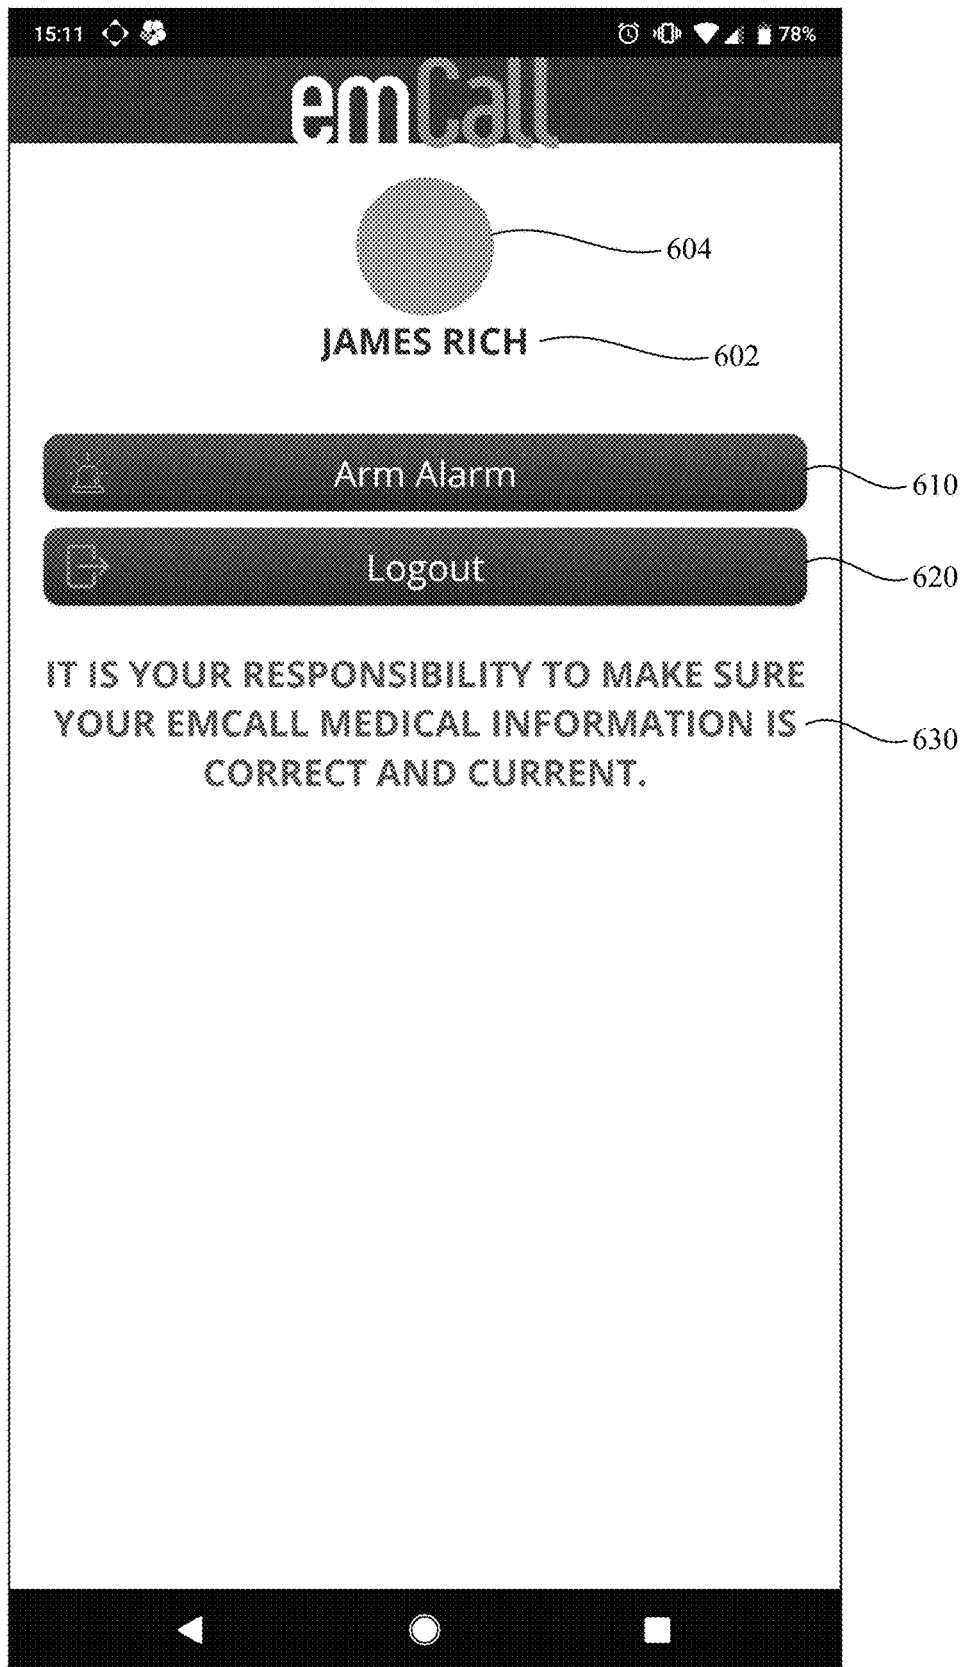 15:11 78%
emCall
604
JAMES RICH
602
Arm Alarm
610
Logout
620
IT IS YOUR RESPONSIBILITY TO MAKE SURE
YOUR EMCALL MEDICAL INFORMATION IS
630
CORRECT AND CURRENT.